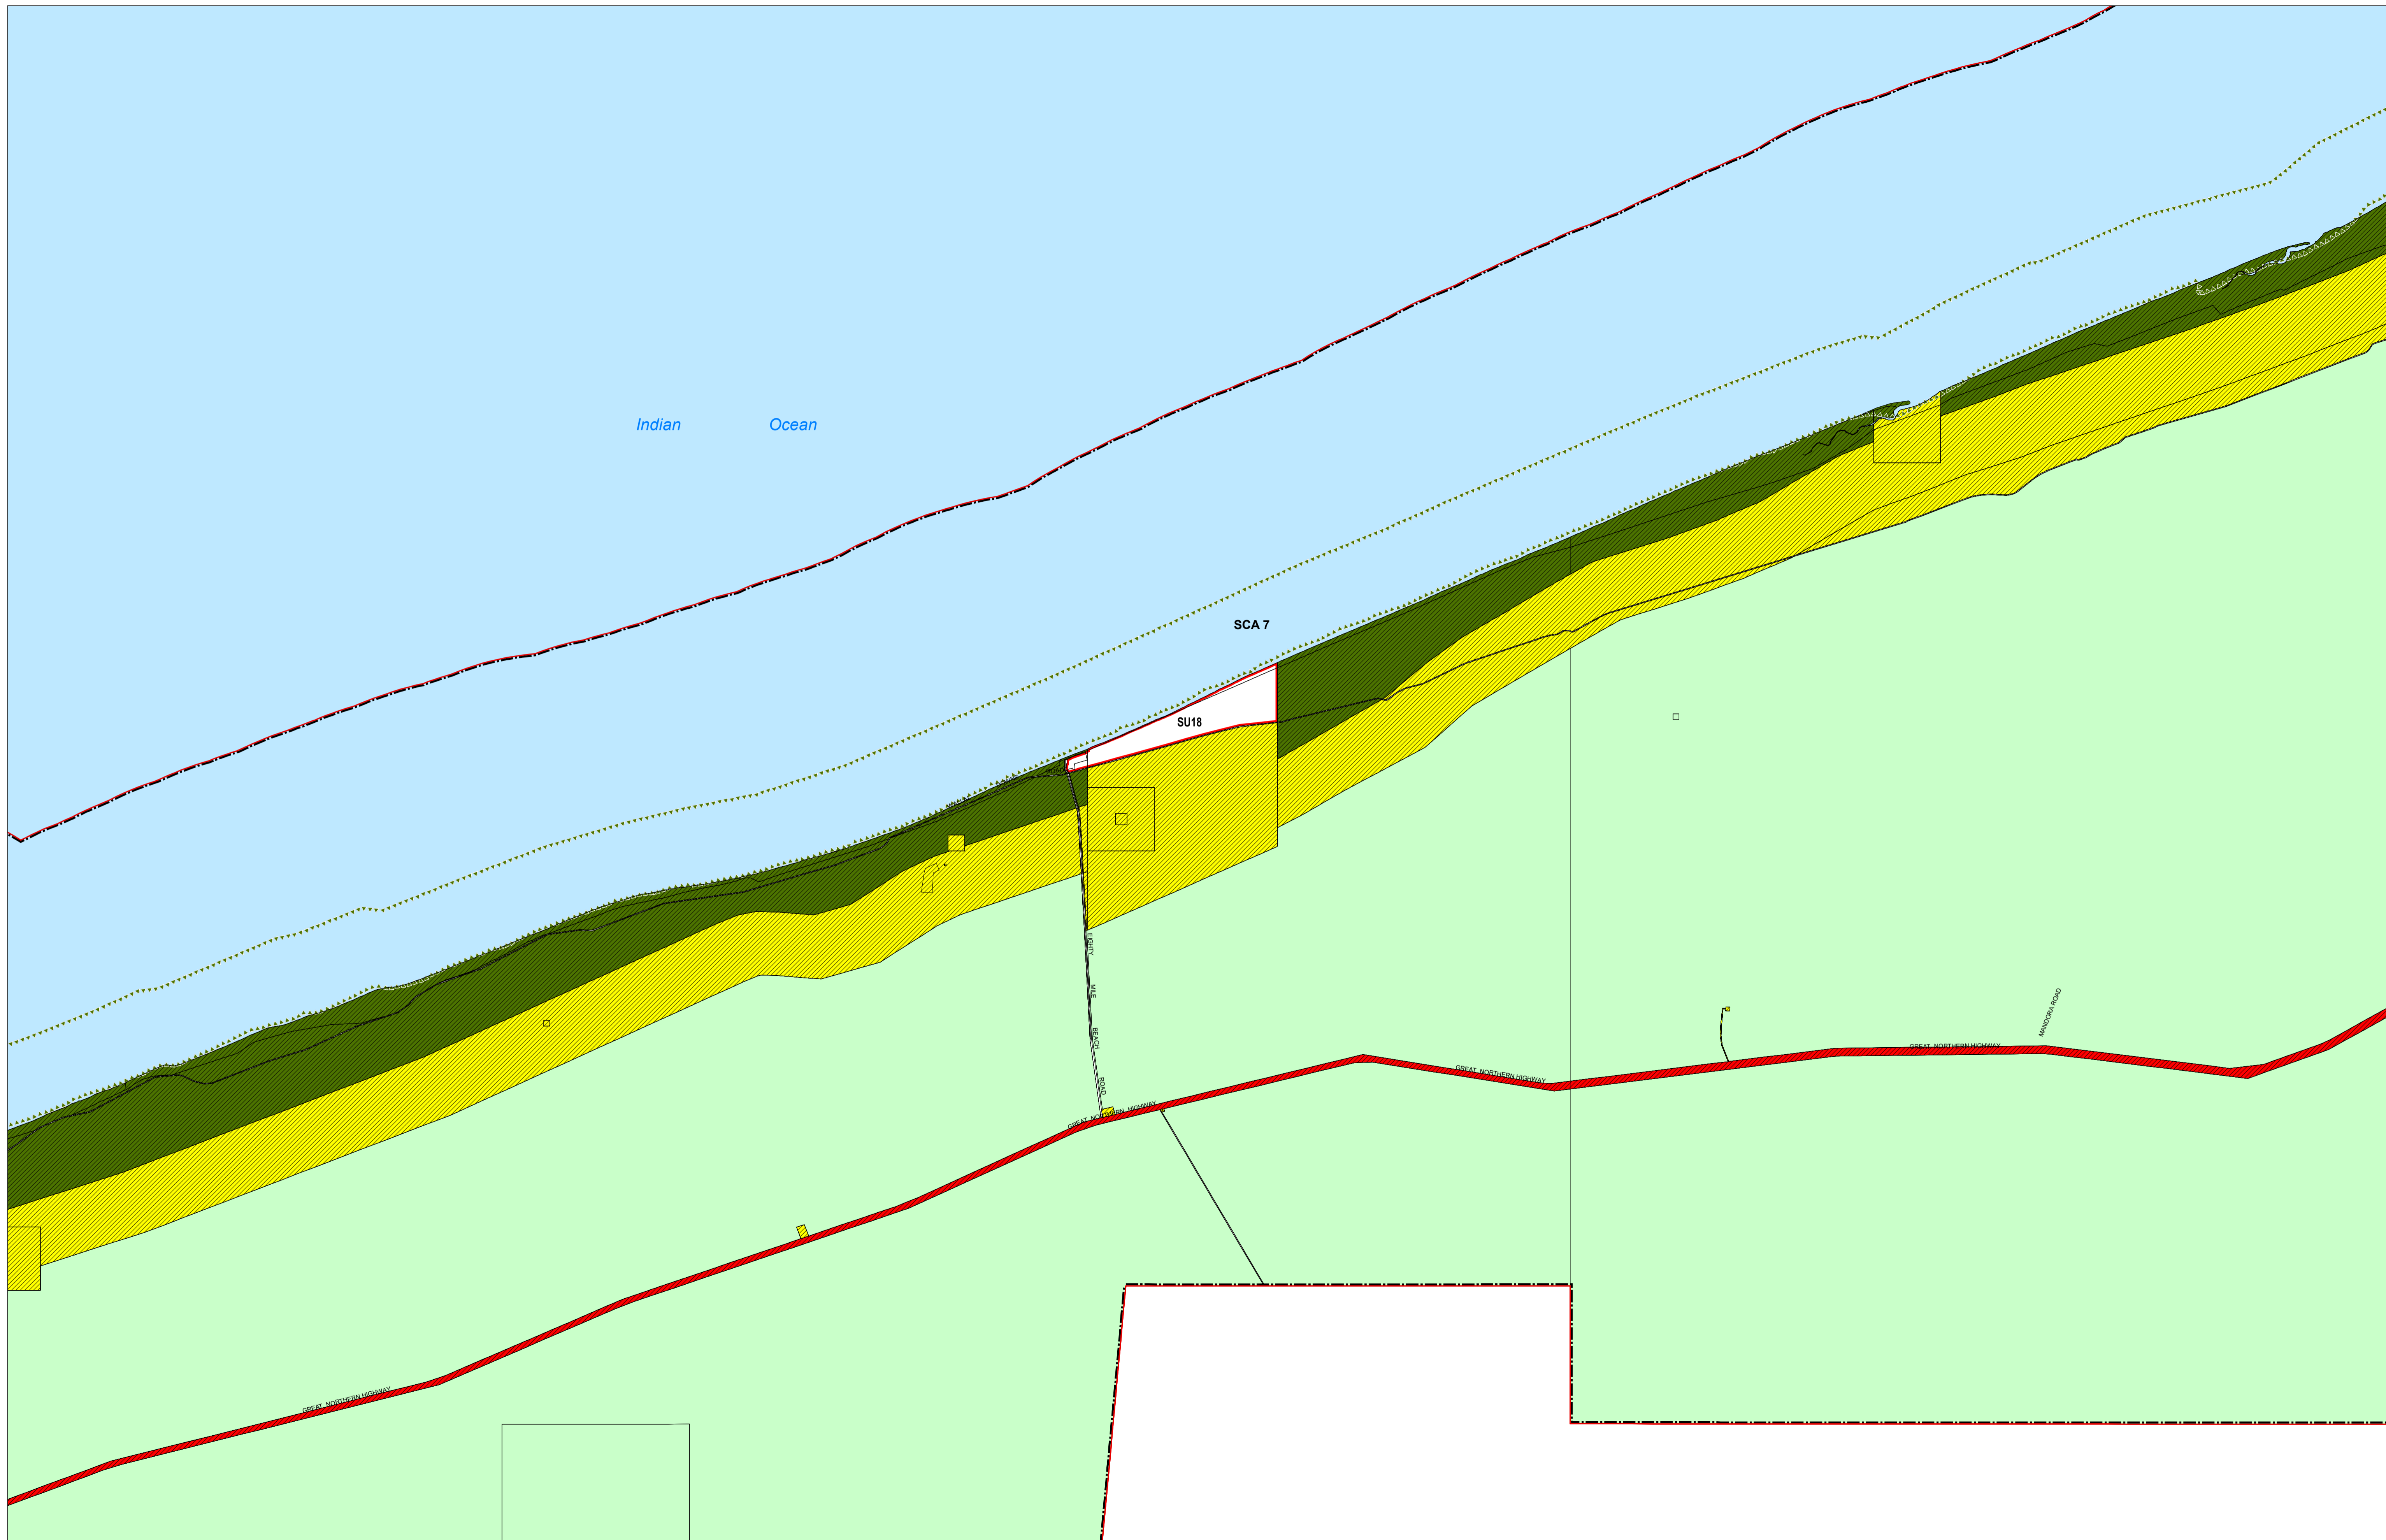 Indian Ocean
SCA 7
SU18
ROAD
EIGHTY MILE BEACH ROAD
MANDORA ROAD
GREAT NORTHERN HIGHWAY
GREAT NORTHERN HIGHWAY
GREAT NORTHERN HIGHWAY
GREAT NORTHERN HIGHWAY